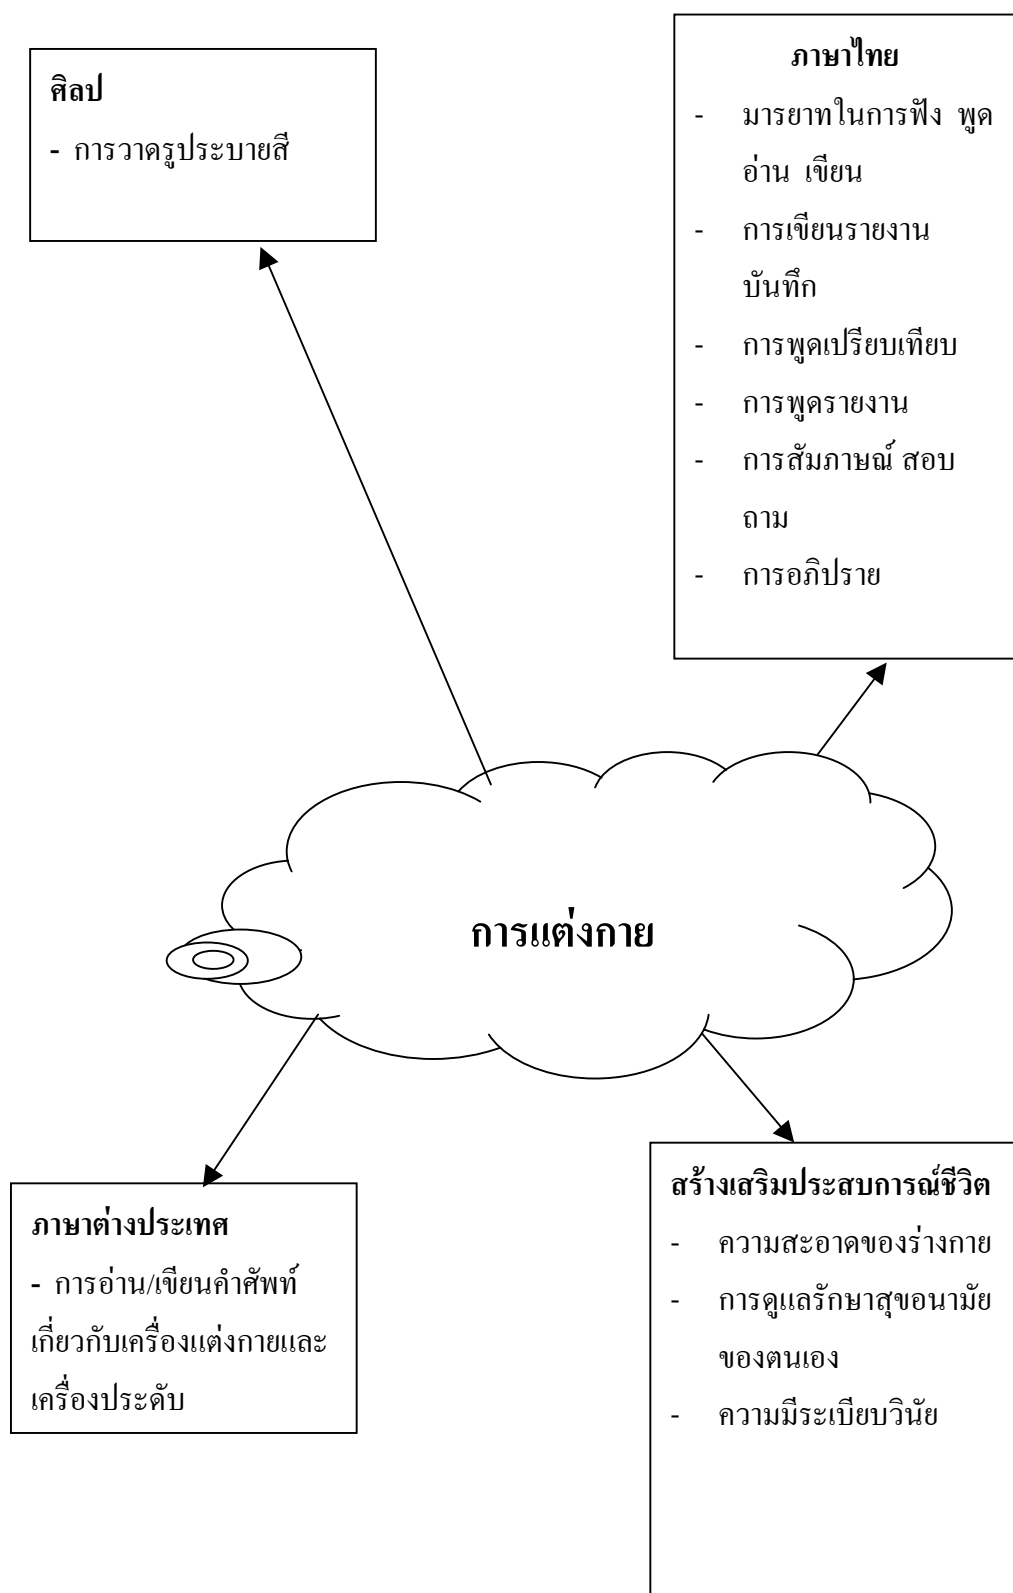 ศิลป
- การวาดรูประบายสี
ภาษาไทย
- มารยาทในการฟัง พูด
อ่าน เขียน
- การเขียนรายงาน
บันทึก
- การพูดเปรียบเทียบ
- การพูดรายงาน
- การสัมภาษณ์ สอบ
ถาม
- การอภิปราย
การแต่งกาย
ภาษาต่างประเทศ
- การอ่าน/เขียนคำศัพท์
เกี่ยวกับเครื่องแต่งกายและ
เครื่องประดับ
สร้างเสริมประสบการณ์ชีวิต
- ความสะอาดของร่างกาย
- การดูแลรักษาสุขอนามัย
ของตนเอง
- ความมีระเบียบวินัย